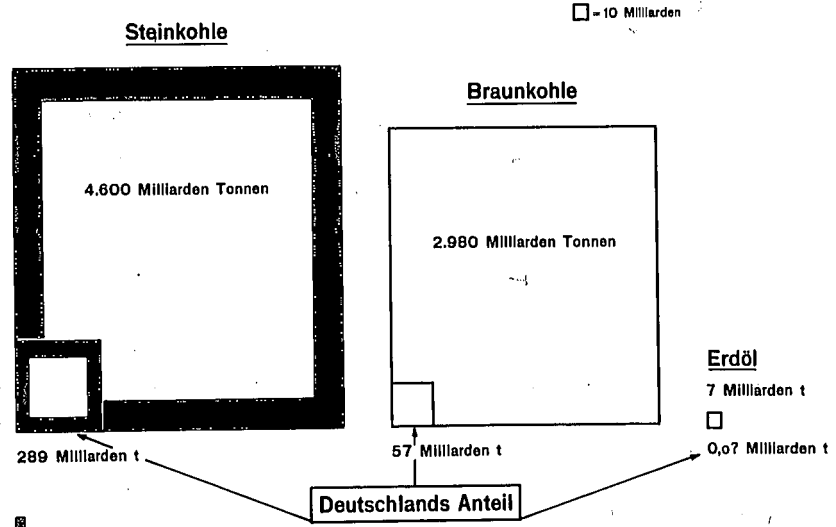 = 10 Milliarden
Steinkohle
Braunkohle
4.600 Milliarden Tonnen
2.980 Milliarden Tonnen
Erdöl
7 Milliarden t
289 Milliarden t
57 Milliarden t
0,07 Milliarden t
Deutschlands Anteil